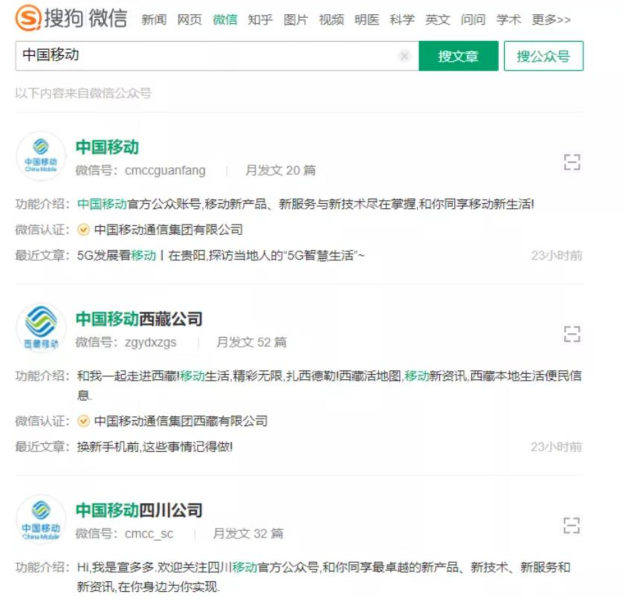 搜狗 微信 新闻 网页 微信 知乎 图片 视频 明医 科学 英文 问问 学术 更多>>
中国移动 搜文章 搜公众号
以下内容来自微信公众号
中国移动
China Mobile
中国移动
微信号：cmccguanfang | 月发文 20 篇
功能介绍：中国移动官方公众账号,移动新产品、新服务与新技术尽在掌握,和你同享移动新生活!
微信认证：中国移动通信集团有限公司
最近文章：5G发展看移动丨在贵阳,探访当地人的“5G智慧生活”~ 23小时前
西藏移动
中国移动西藏公司
微信号：zgydxzgs | 月发文 52 篇
功能介绍：和我一起走进西藏!移动生活,精彩无限,扎西德勒!西藏活地图,移动新资讯,西藏本地生活便民信
息.
微信认证：中国移动通信集团西藏有限公司
最近文章：换新手机前,这些事情记得做! 23小时前
中国移动
China Mobile
中国移动四川公司
微信号：cmcc_sc | 月发文 32 篇
功能介绍：Hi,我是宣多多.欢迎关注四川移动官方公众号,和你同享最卓越的新产品、新技术、新服务和
新资讯,在你身边为你实现.